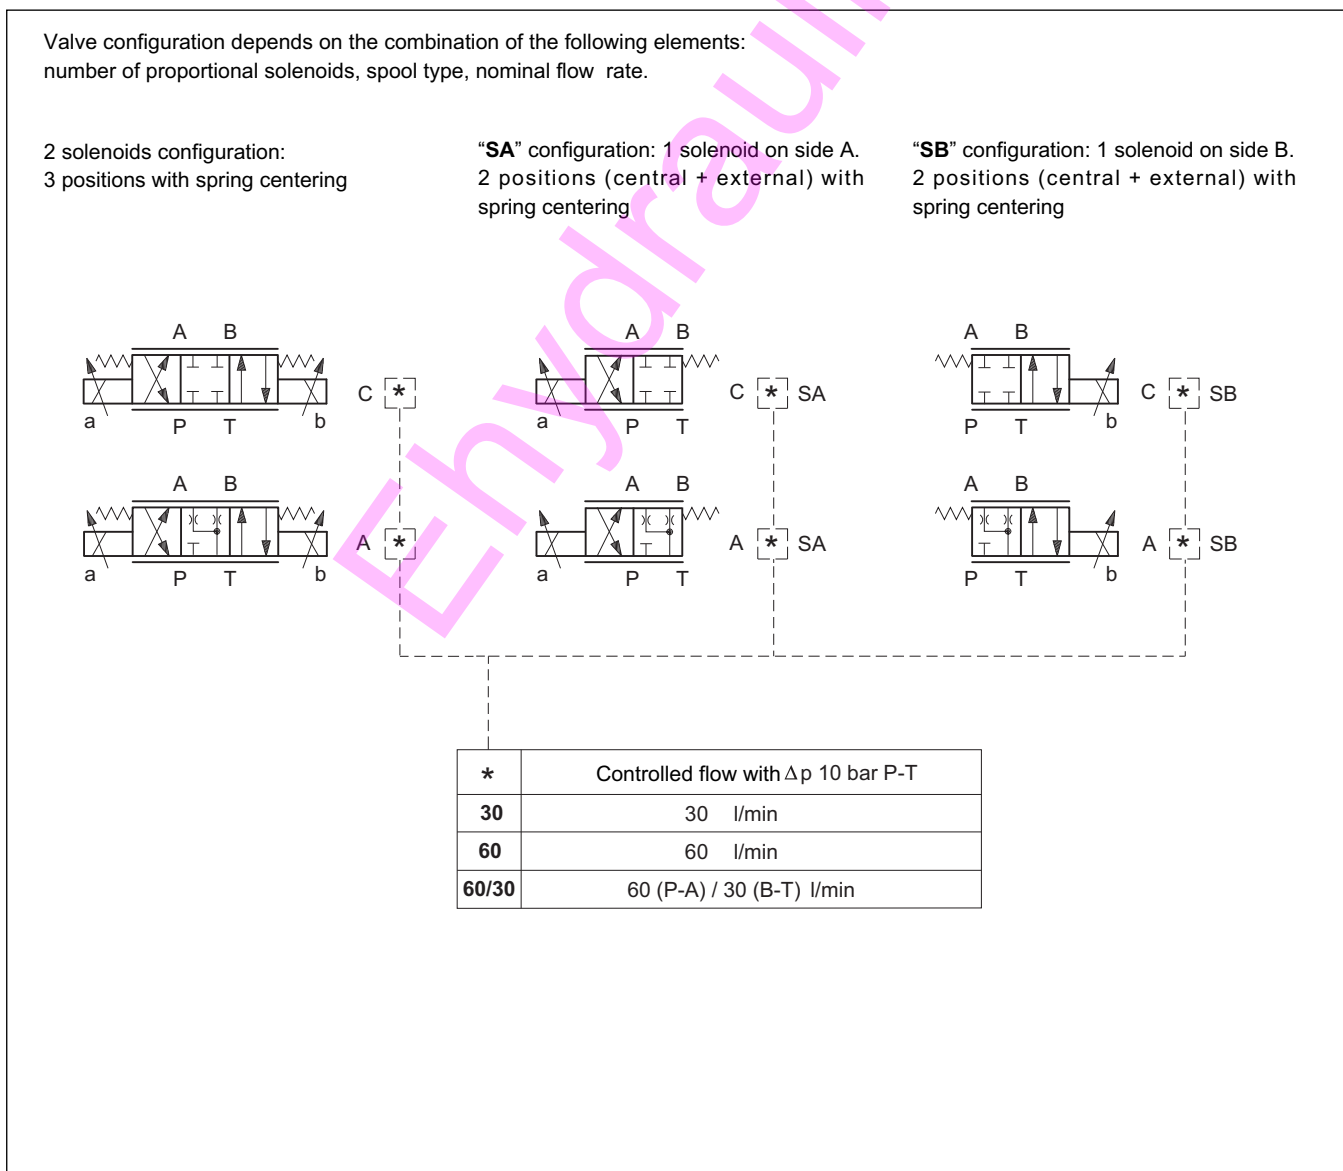 Valve configuration depends on the combination of the following elements:
number of proportional solenoids, spool type, nominal flow rate.
2 solenoids configuration:
3 positions with spring centering
“SA” configuration: 1 solenoid on side A.
2 positions (central + external) with
spring centering
“SB” configuration: 1 solenoid on side B.
2 positions (central + external) with
spring centering
A B
a P T b
C *
A B
a P T
C * SA
A B
P T b
C * SB
A B
a P T b
A *
A B
a P T
A * SA
A B
P T b
A * SB
* Controlled flow with Δp 10 bar P-T
30 30 l/min
60 60 l/min
60/30 60 (P-A) / 30 (B-T) l/min